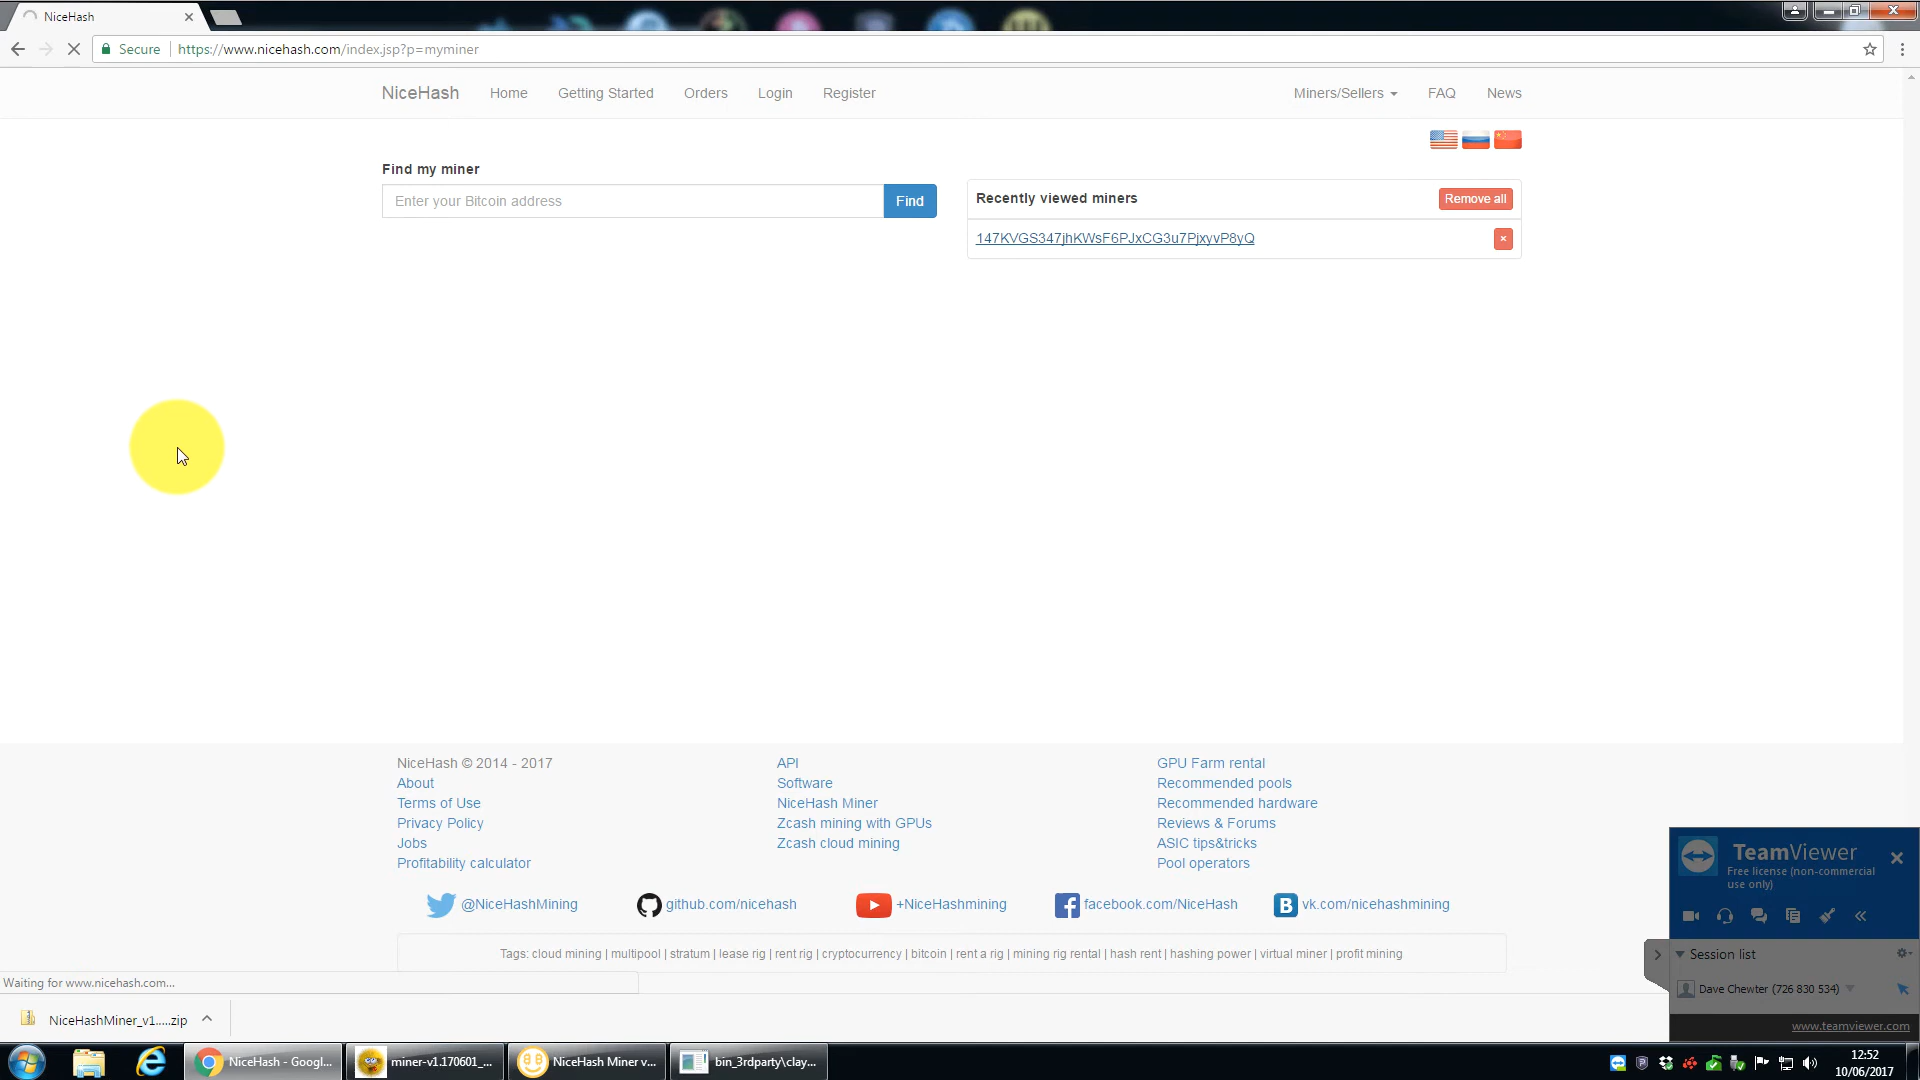 NiceHash
Secure https://www.nicehash.com/index.jsp?p=myminer
NiceHash Home Getting Started Orders Login Register Miners/Sellers FAQ News
Find my miner
Enter your Bitcoin address Find
Recently viewed miners Remove all
147KVGS347jhKWsF6PJxCG3u7PjxyvP8yQ ×
NiceHash © 2014 - 2017
About
Terms of Use
Privacy Policy
Jobs
Profitability calculator
API
Software
NiceHash Miner
Zcash mining with GPUs
Zcash cloud mining
GPU Farm rental
Recommended pools
Recommended hardware
Reviews & Forums
ASIC tips&tricks
Pool operators
@NiceHashMining github.com/nicehash +NiceHashmining facebook.com/NiceHash B vk.com/nicehashmining
Tags: cloud mining | multipool | stratum | lease rig | rent rig | cryptocurrency | bitcoin | rent a rig | mining rig rental | hash rent | hashing power | virtual miner | profit mining
Waiting for www.nicehash.com...
NiceHashMiner_v1.....zip
TeamViewer
Free license (non-commercial
use only)
Session list
Dave Chewter (726 830 534)
www.teamviewer.com
NiceHash - Googl... miner-v1.170601_... NiceHash Miner v... bin_3rdparty\clay...
12:52
10/06/2017